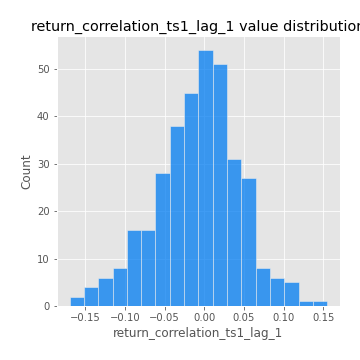 return_correlation_ts1_lag_1 value distribution
50
40
30
20
10
0
Count
−0.15 −0.10 −0.05 0.00 0.05 0.10 0.15
return_correlation_ts1_lag_1